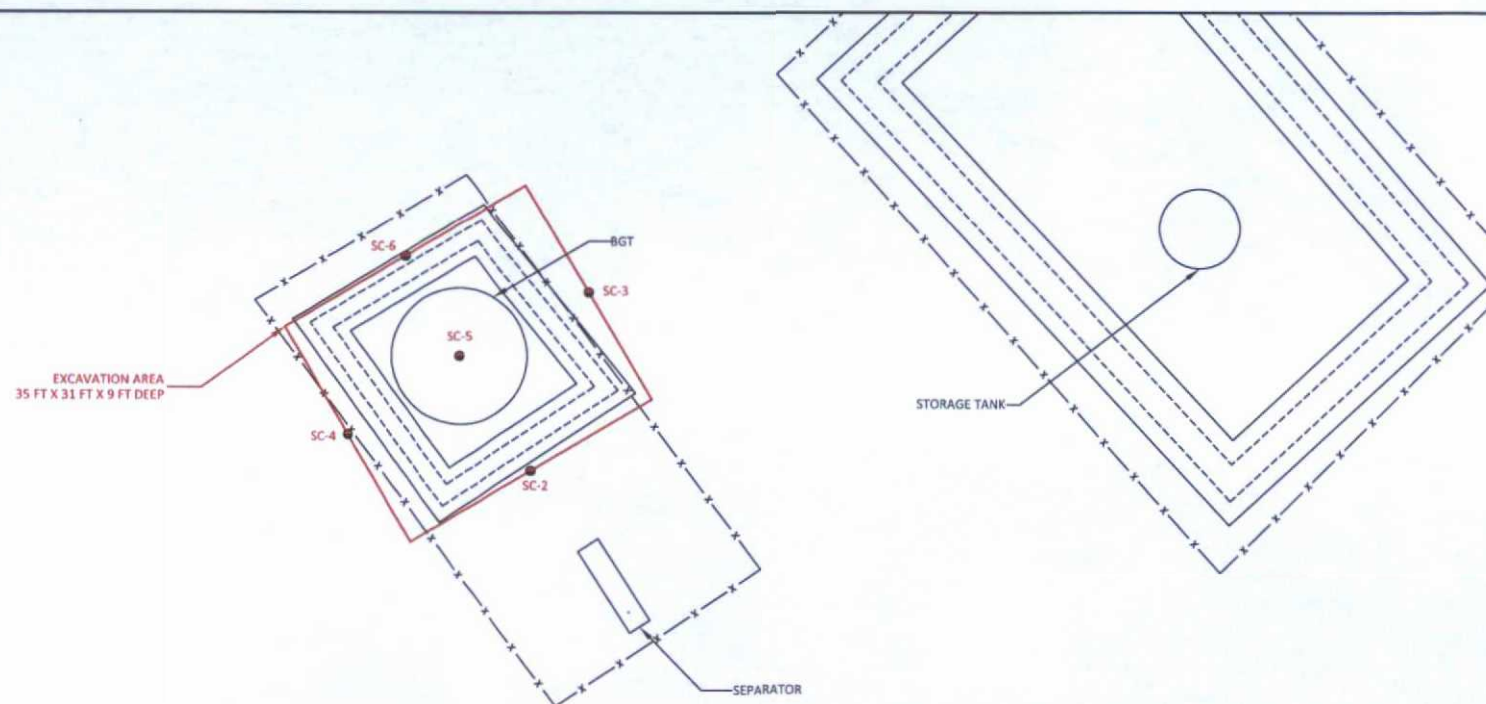 SC-6
BGT
SC-3
SC-5
EXCAVATION AREA
35 FT X 31 FT X 9 FT DEEP
STORAGE TANK
SC-4
SC-2
SEPARATOR